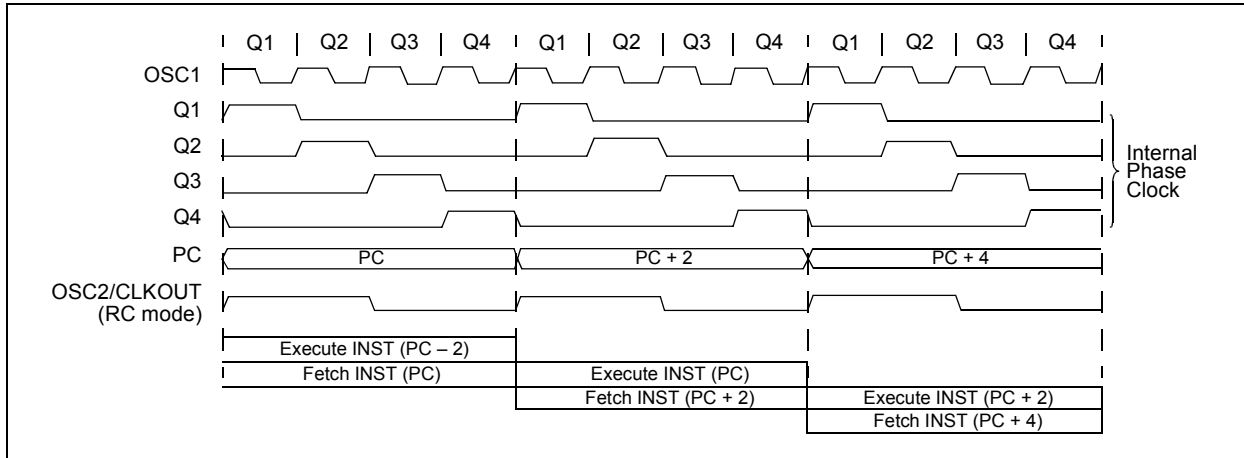 Q1 Q2 Q3 Q4 Q1 Q2 Q3 Q4 Q1 Q2 Q3 Q4
OSC1
Q1
Q2
Q3
Q4
Internal
Phase
Clock
PC PC PC + 2 PC + 4
OSC2/CLKOUT
(RC mode)
Execute INST (PC – 2)
Fetch INST (PC) Execute INST (PC)
Fetch INST (PC + 2) Execute INST (PC + 2)
Fetch INST (PC + 4)